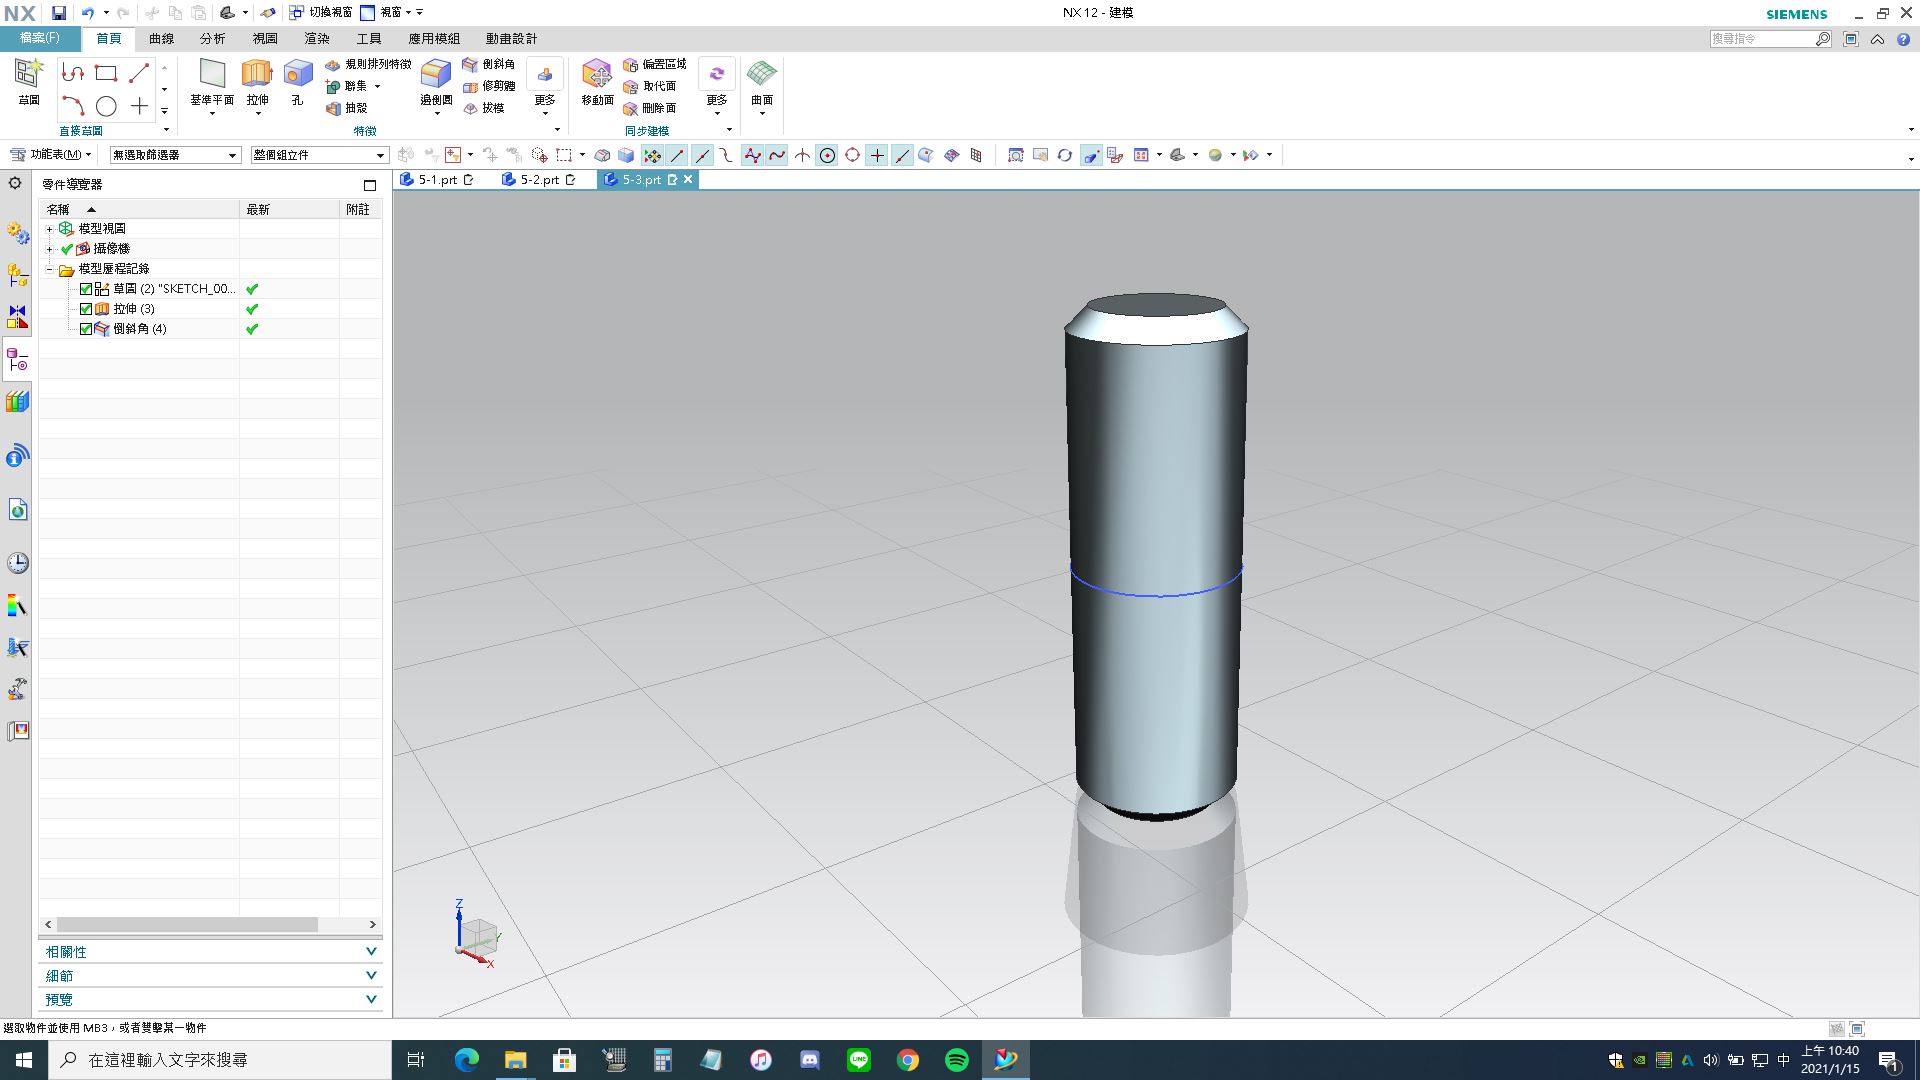 NX 切換視窗 視窗 NX 12 - 建模 SIEMENS
檔案(F) 首頁 曲線 分析 視圖 渲染 工具 應用模組 動畫設計 搜尋指令
草圖 基準平面 拉伸 孔 規則排列特徵 聯集 抽殼 邊倒圓 倒斜角 修剪體 拔模 更多 移動面 偏置區域 取代面 刪除面 更多 曲面
直接草圖 特徵 同步建模
功能表(M) 無選取篩選器 整個組立件
零件導覽器 5-1.prt 5-2.prt 5-3.prt
名稱 最新 附註
模型視圖
攝像機
模型歷程記錄
草圖 (2) "SKETCH_00...
拉伸 (3)
倒斜角 (4)
Z
Y
X
相關性
細節
預覽
選取物件並使用 MB3，或者雙擊某一物件
在這裡輸入文字來搜尋 LINE 中 上午 10:40
2021/1/15 1